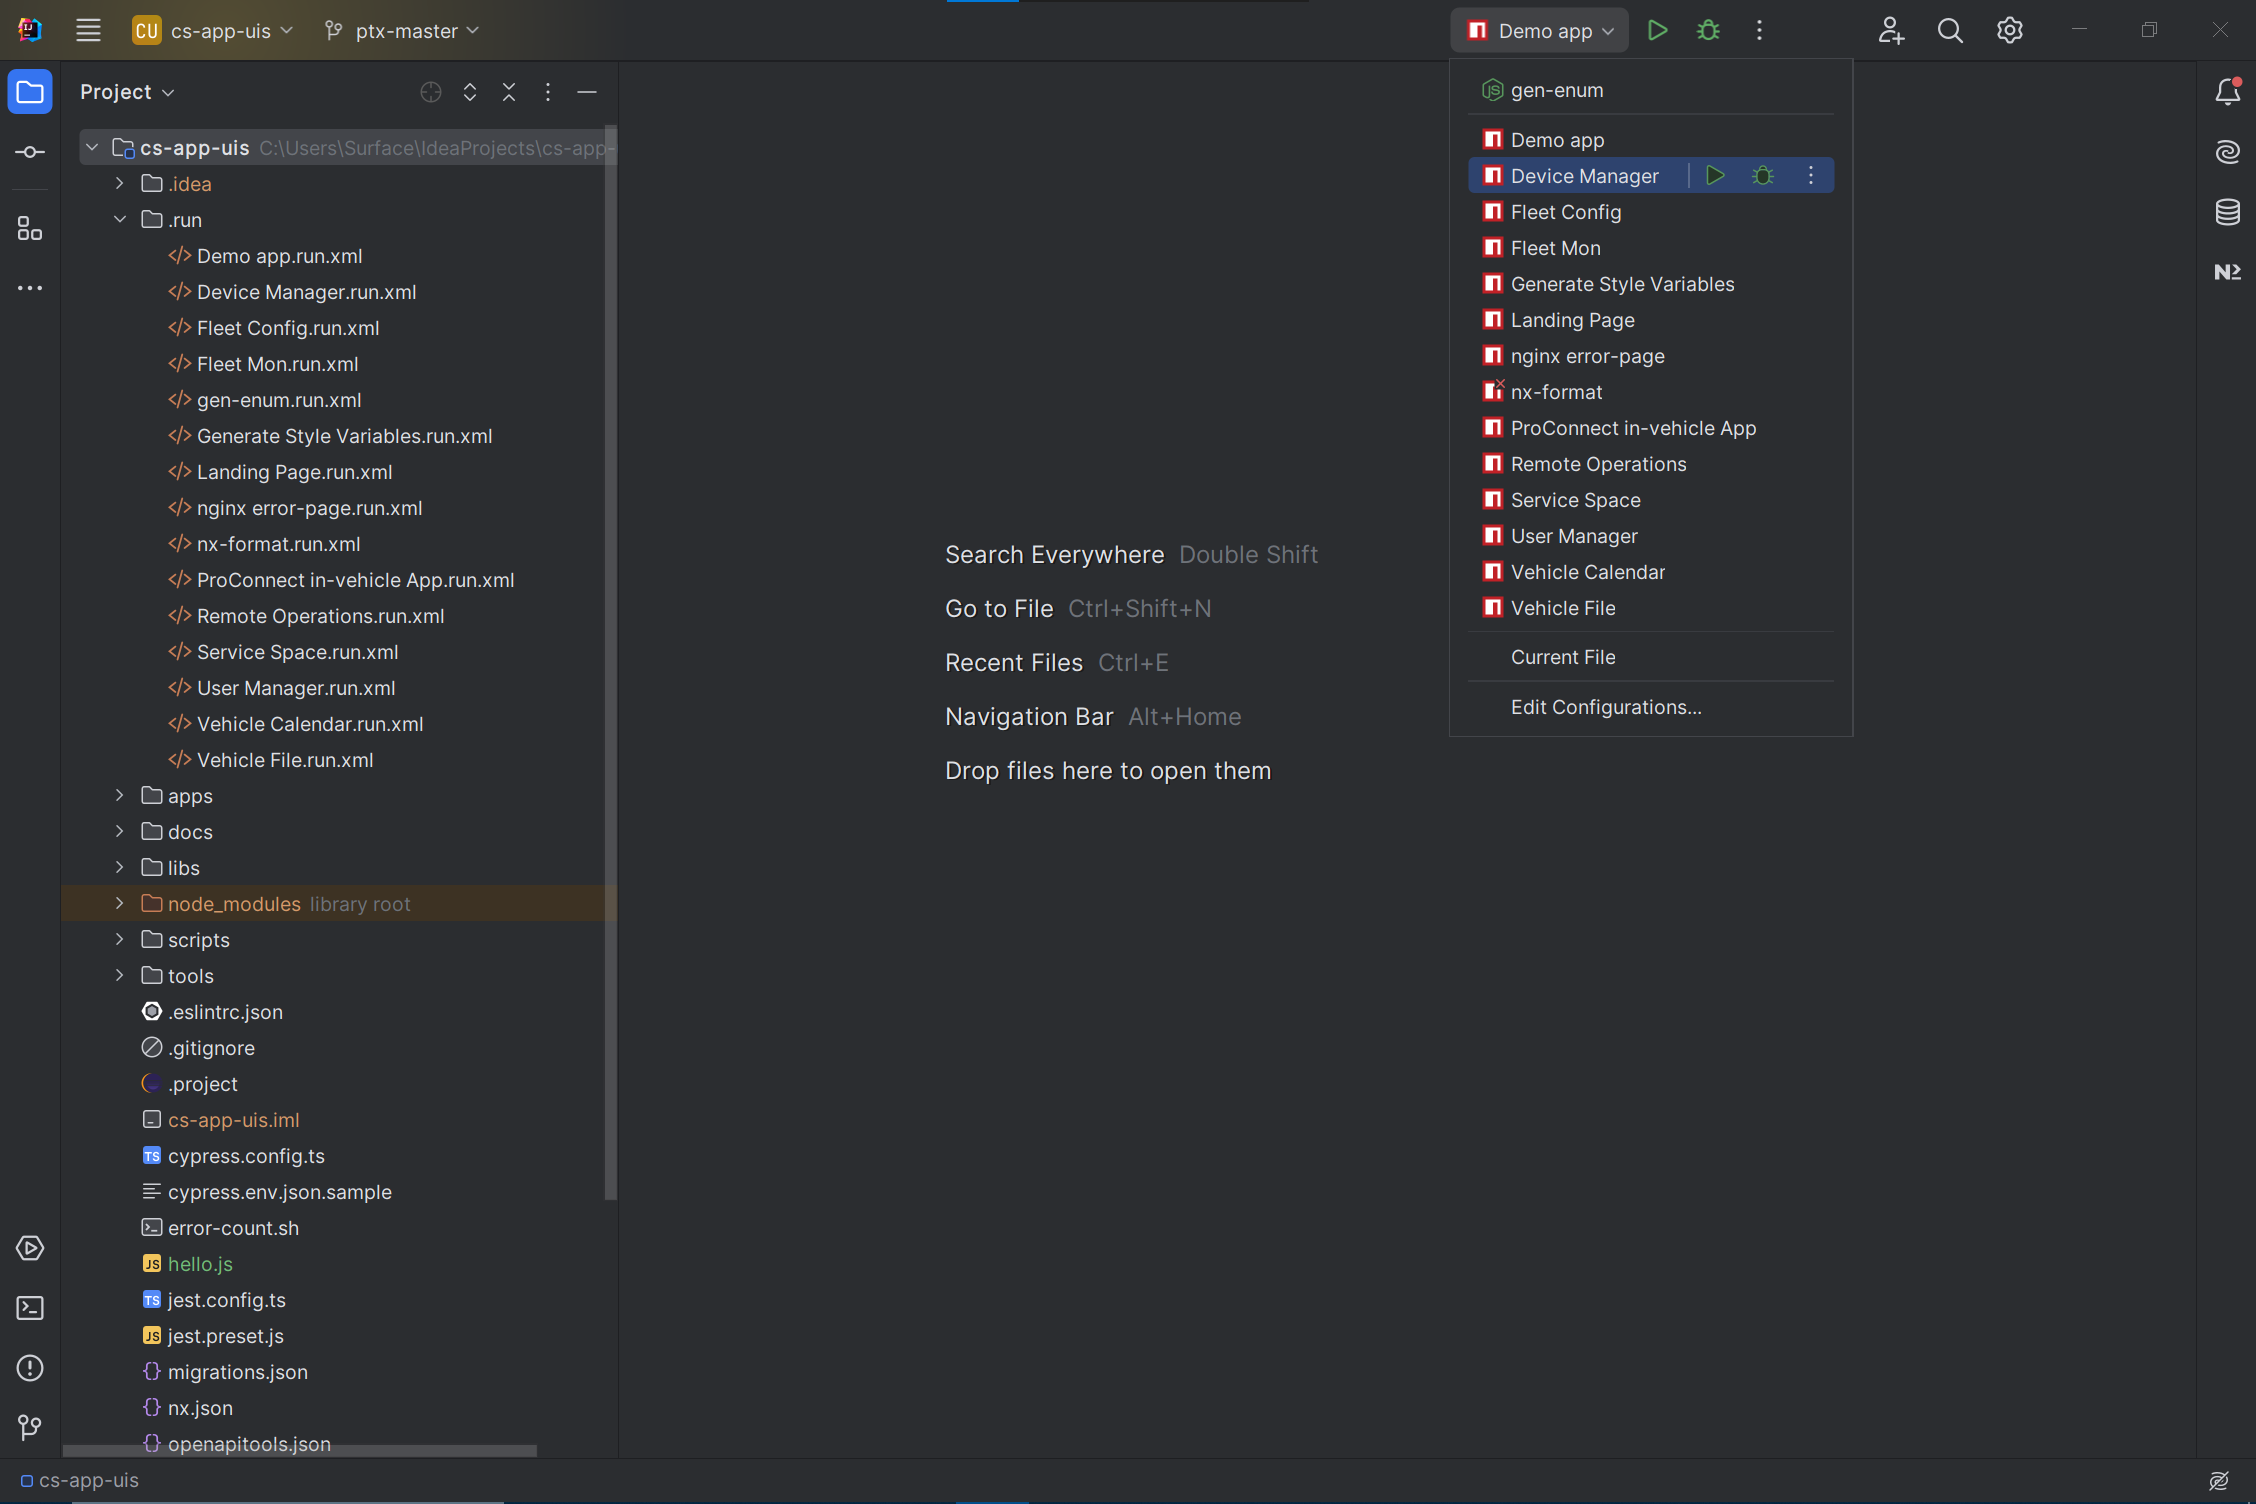 CU cs-app-uis ptx-master Demo app
Project
cs-app-uis C:\Users\Surface\IdeaProjects\cs-app-
.idea
.run
Demo app.run.xml
Device Manager.run.xml
Fleet Config.run.xml
Fleet Mon.run.xml
gen-enum.run.xml
Generate Style Variables.run.xml
Landing Page.run.xml
nginx error-page.run.xml
nx-format.run.xml
ProConnect in-vehicle App.run.xml
Remote Operations.run.xml
Service Space.run.xml
User Manager.run.xml
Vehicle Calendar.run.xml
Vehicle File.run.xml
apps
docs
libs
node_modules library root
scripts
tools
.eslintrc.json
.gitignore
.project
cs-app-uis.iml
TS cypress.config.ts
cypress.env.json.sample
error-count.sh
JS hello.js
TS jest.config.ts
JS jest.preset.js
migrations.json
nx.json
openapitools.json
Search Everywhere Double Shift
Go to File Ctrl+Shift+N
Recent Files Ctrl+E
Navigation Bar Alt+Home
Drop files here to open them
gen-enum
Demo app
Device Manager
Fleet Config
Fleet Mon
Generate Style Variables
Landing Page
nginx error-page
nx-format
ProConnect in-vehicle App
Remote Operations
Service Space
User Manager
Vehicle Calendar
Vehicle File
Current File
Edit Configurations...
cs-app-uis